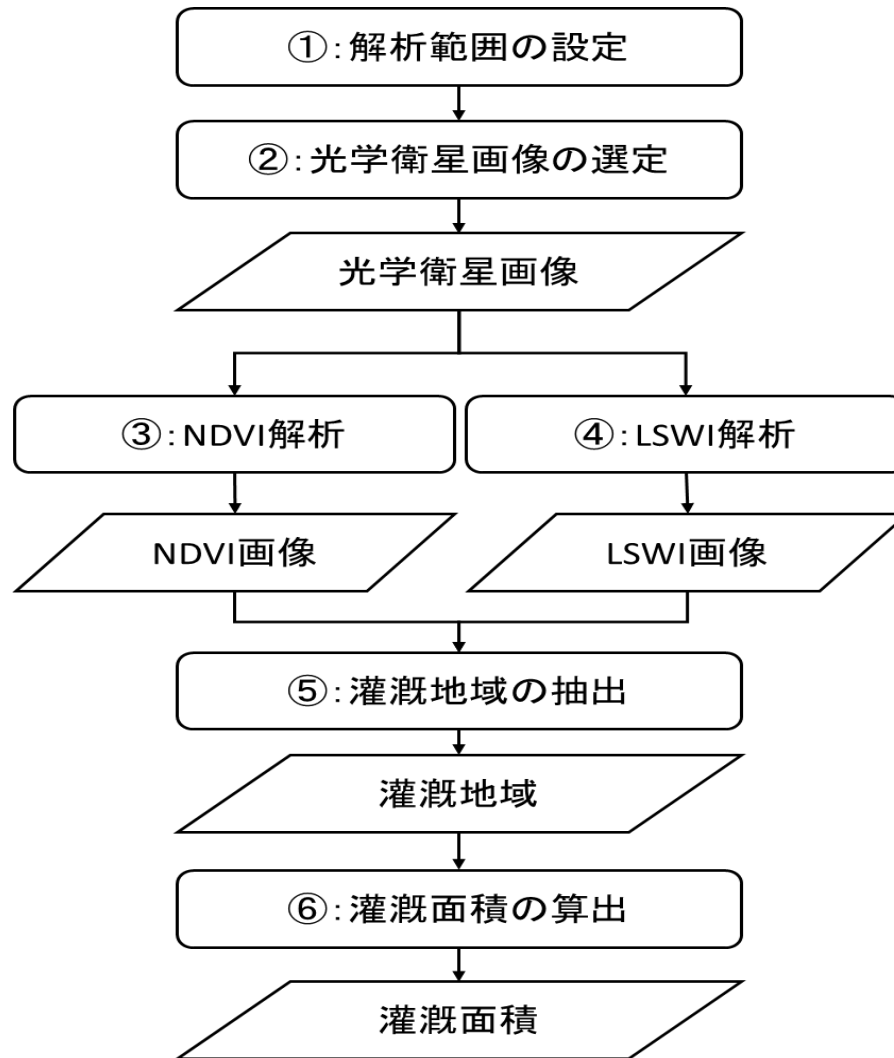 ①:解析範囲の設定
②:光学衛星画像の選定
光学衛星画像
③:NDVI解析
④:LSWI解析
NDVI画像
LSWI画像
⑤:灌漑地域の抽出
灌漑地域
⑥:灌漑面積の算出
灌漑面積